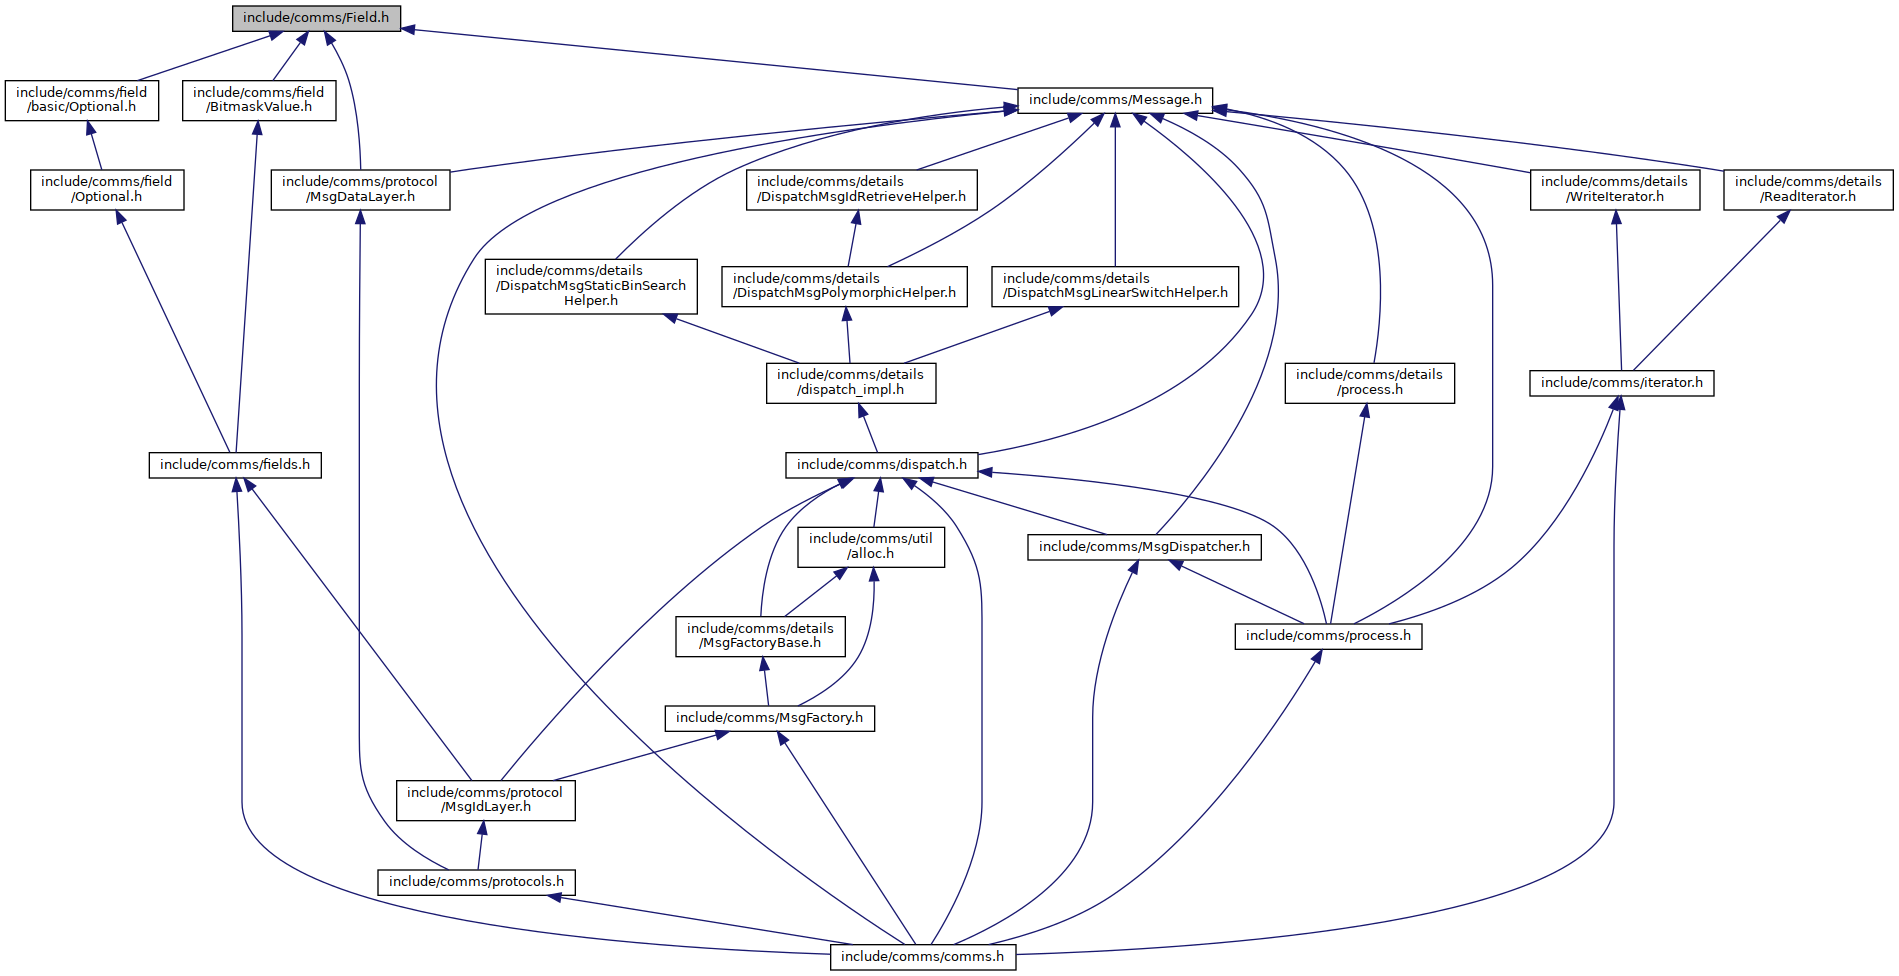 include/comms/Field.h
include/comms/field
/basic/Optional.h
include/comms/field
/BitmaskValue.h
include/comms/Message.h
include/comms/field
/Optional.h
include/comms/protocol
/MsgDataLayer.h
include/comms/details
/DispatchMsgIdRetrieveHelper.h
include/comms/details
/WriteIterator.h
include/comms/details
/ReadIterator.h
include/comms/details
/DispatchMsgStaticBinSearch
Helper.h
include/comms/details
/DispatchMsgPolymorphicHelper.h
include/comms/details
/DispatchMsgLinearSwitchHelper.h
include/comms/details
/dispatch_impl.h
include/comms/details
/process.h
include/comms/iterator.h
include/comms/fields.h
include/comms/dispatch.h
include/comms/util
/alloc.h
include/comms/MsgDispatcher.h
include/comms/details
/MsgFactoryBase.h
include/comms/process.h
include/comms/MsgFactory.h
include/comms/protocol
/MsgIdLayer.h
include/comms/protocols.h
include/comms/comms.h